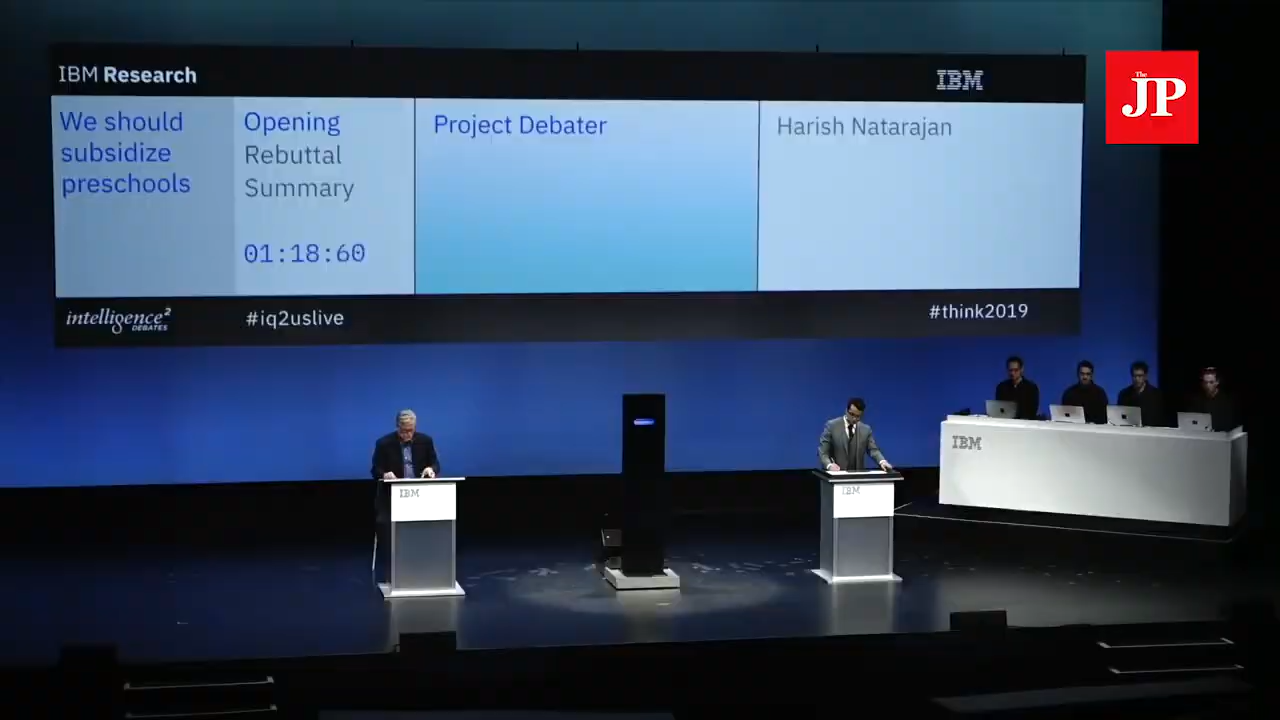 IBM Research
IBM
The
JP
We should
subsidize
preschools
Opening
Rebuttal
Summary
01:18:60
Project Debater
Harish Natarajan
intelligence²
DEBATES
#iq2uslive
#think2019
IBM
IBM
IBM